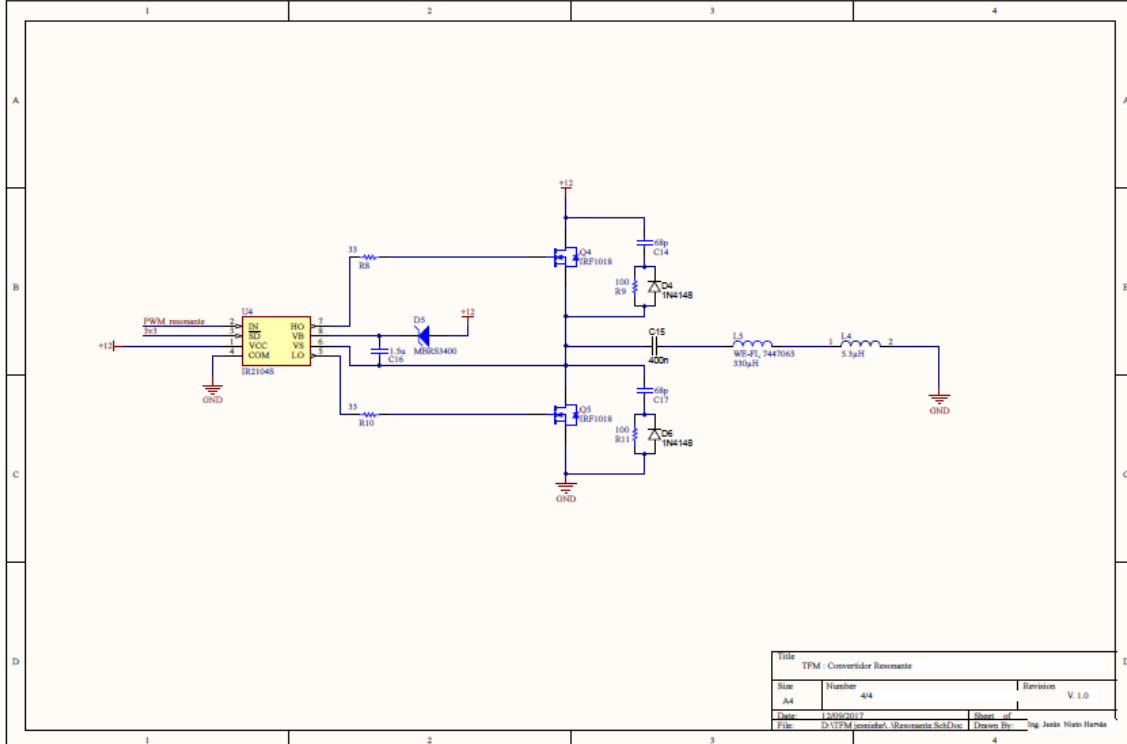 1 2 3 4
A A
+12
68p
C14
Q4
IRF1018
33
R8
B B
100
R9
D4
1N4148
U4
D5
+12
PWM_resonante
3v3
+12
2 IN HO 7
3 SD VB 8
1 VCC VS 6
4 COM LO 5
IR2104S
MBRS3400
1.5u
C16
C15
400n
L5
WE-FI, 7447065
330µH
1 L4 2
5.3µH
GND
GND
68p
C17
33
R10
Q5
IRF1018
100
R11
D6
1N4148
C C
GND
D D
Title
TFM : Convertidor Resonante
Size
A4
Number
4/4
Revision
V. 1.0
Date: 12/09/2017 Sheet of
File: Drawn By: Ing. Jesús Nieto Hervás
1 2 3 4